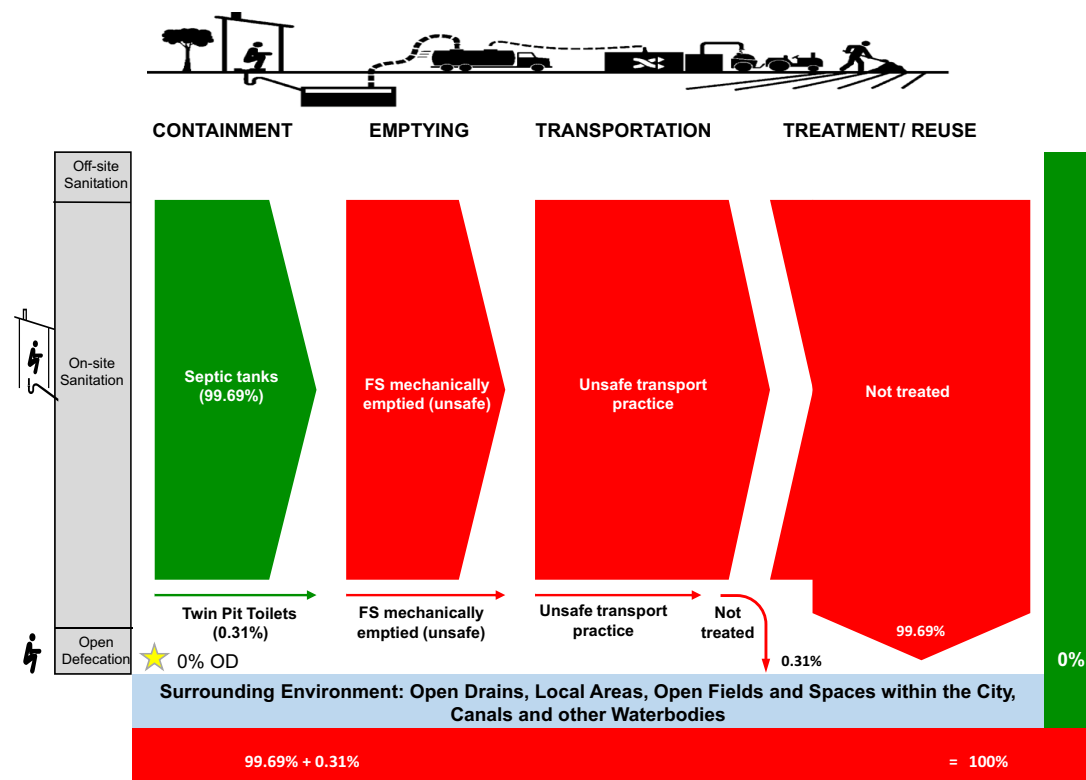 CONTAINMENT
EMPTYING
TRANSPORTATION
TREATMENT/ REUSE
Off-site
Sanitation
On-site
Sanitation
Septic tanks
(99.69%)
FS mechanically
emptied (unsafe)
Unsafe transport
practice
Not treated
Twin Pit Toilets
(0.31%)
FS mechanically
emptied (unsafe)
Unsafe transport
practice
Not
treated
99.69%
0.31%
Open
Defecation
0% OD
0%
Surrounding Environment: Open Drains, Local Areas, Open Fields and Spaces within the City,
Canals and other Waterbodies
99.69% + 0.31%
= 100%